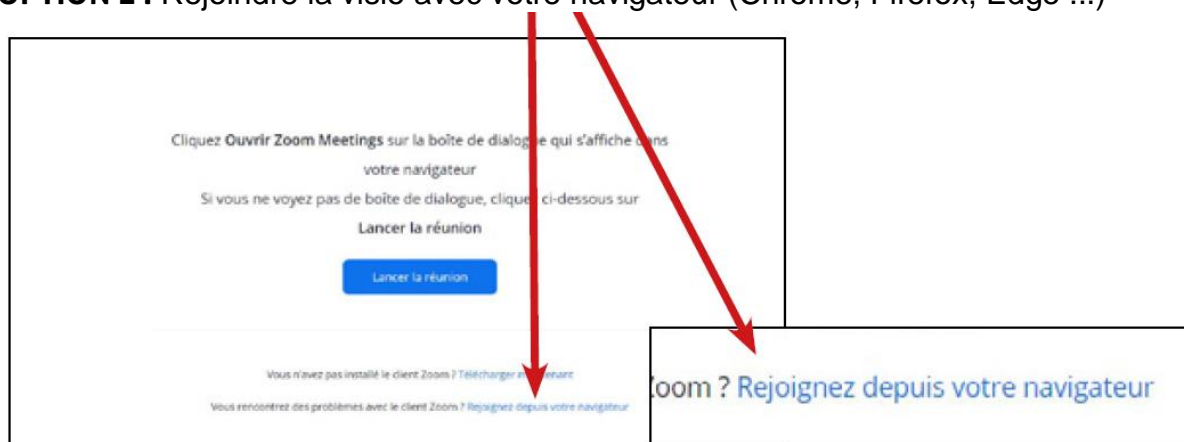 OPTION 2 : Rejoindre la visio avec votre navigateur (Chrome, Firefox, Edge ...)
Cliquez Ouvrir Zoom Meetings sur la boîte de dialogue qui s'affiche dans
votre navigateur
Si vous ne voyez pas de boîte de dialogue, cliquez ci-dessous sur
Lancer la réunion
Lancer la réunion
Vous n'avez pas installé le client Zoom ? Télécharger maintenant
Vous rencontrez des problèmes avec le client Zoom ? Rejoignez depuis votre navigateur
Zoom ? Rejoignez depuis votre navigateur